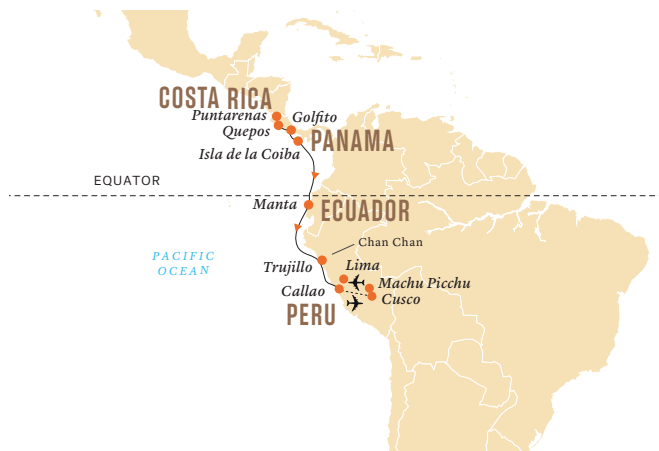 COSTA RICA
Puntarenas
Golfito
Quepos
PANAMA
Isla de la Coiba
EQUATOR
Manta
ECUADOR
PACIFIC
OCEAN
Chan Chan
Trujillo
Lima
Machu Picchu
Callao
Cusco
PERU